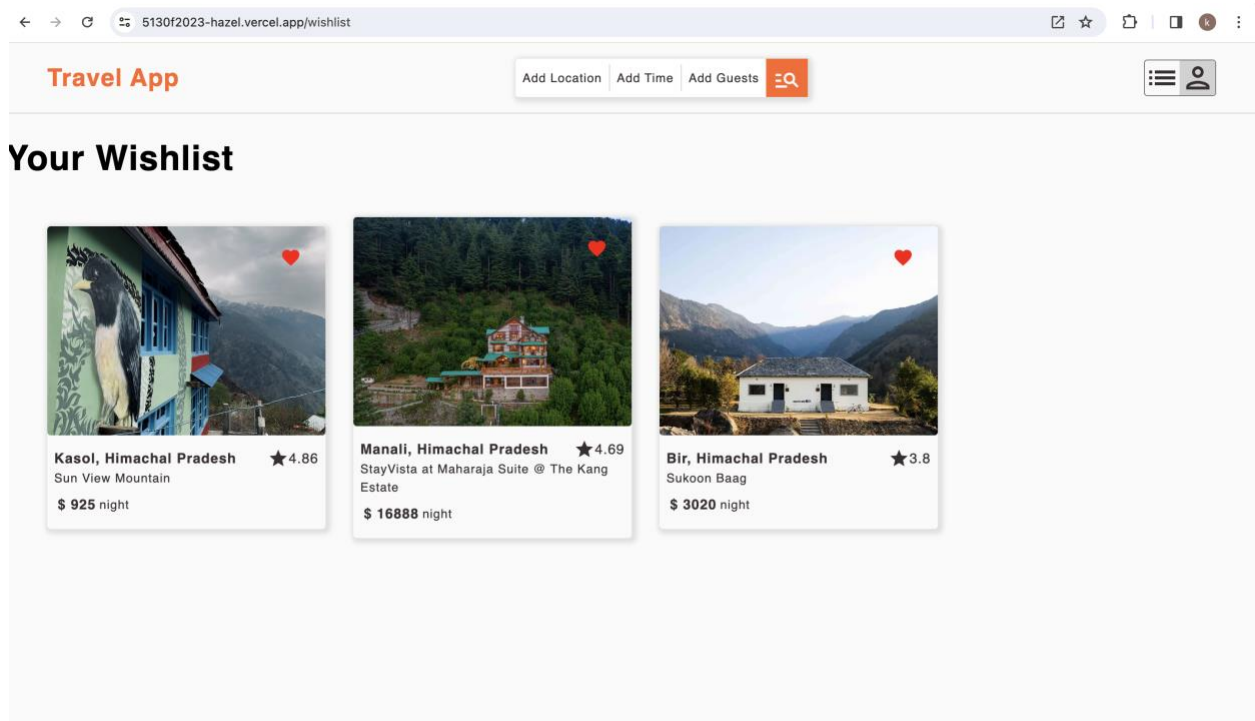 5130f2023-hazel.vercel.app/wishlist
k
Travel App
Add Location Add Time Add Guests
Your Wishlist
Kasol, Himachal Pradesh 4.86
Sun View Mountain
$ 925 night
Manali, Himachal Pradesh 4.69
StayVista at Maharaja Suite @ The Kang
Estate
$ 16888 night
Bir, Himachal Pradesh 3.8
Sukoon Baag
$ 3020 night